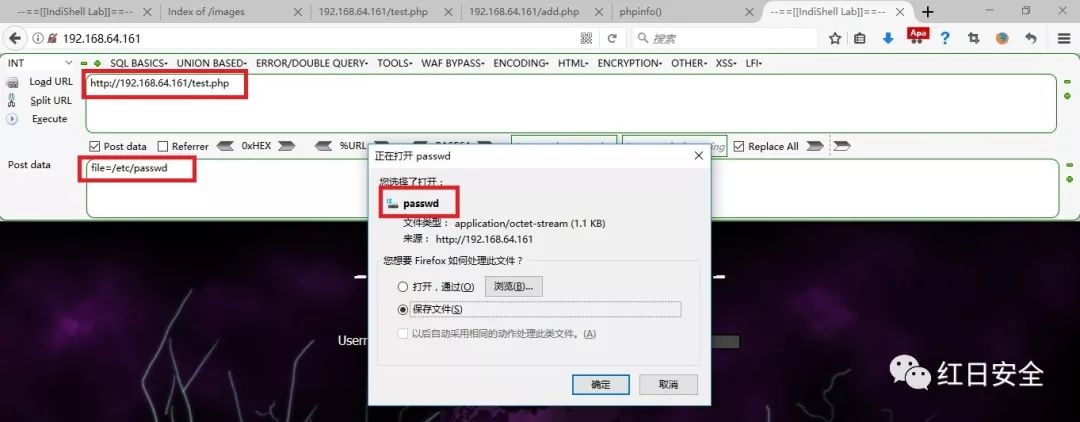 --==[[IndiShell Lab]]==--
Index of /images
192.168.64.161/test.php
192.168.64.161/add.php
phpinfo()
--==[[IndiShell Lab]]==--
192.168.64.161
搜索
Apa
INT
SQL BASICS
UNION BASED
ERROR/DOUBLE QUERY
TOOLS
WAF BYPASS
ENCODING
HTML
ENCRYPTION
OTHER
XSS
LFI
Load URL
http://192.168.64.161/test.php
Split URL
Execute
Post data
Referrer
0xHEX
%URL
BASE64
Replace All
Post data
file=/etc/passwd
正在打开 passwd
您选择了打开：
passwd
文件类型： application/octet-stream (1.1 KB)
来源： http://192.168.64.161
您想要 Firefox 如何处理此文件？
打开，通过(O)
浏览(B)...
保存文件(S)
以后自动采用相同的动作处理此类文件。(A)
确定
取消
Usern
红日安全